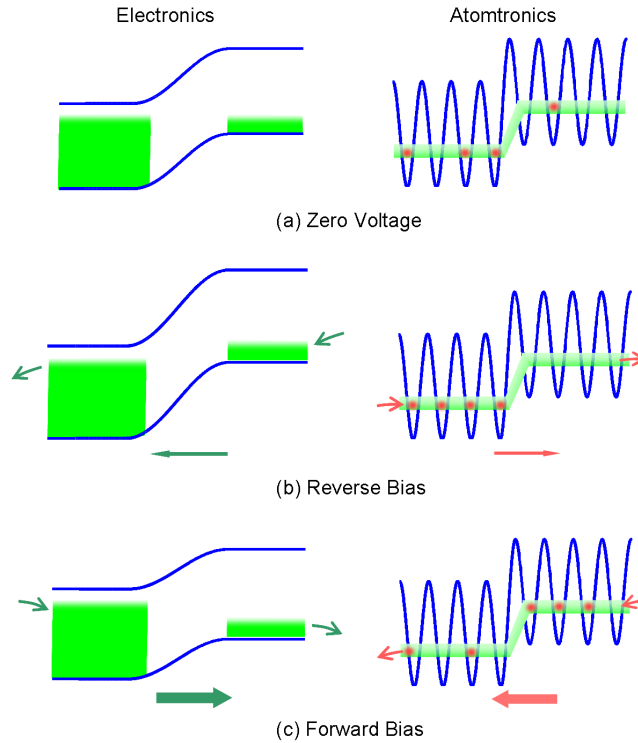 Electronics
Atomtronics
(a) Zero Voltage
(b) Reverse Bias
(c) Forward Bias